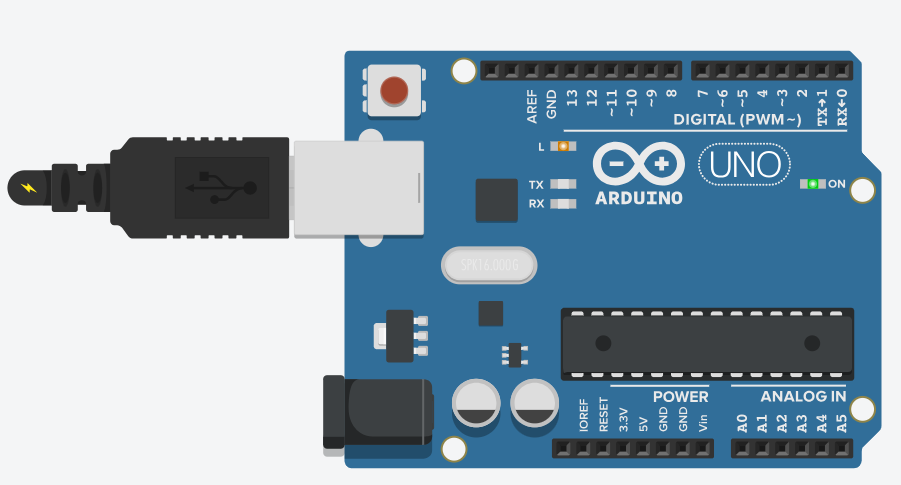 AREF
GND
13
12
~11
~10
~9
8
7
~6
~5
4
~3
2
TX→1
RX←0
DIGITAL (PWM~)
L
TX
RX
ARDUINO
UNO
ON
SPK16.000G
POWER
ANALOG IN
IOREF
RESET
3.3V
5V
GND
GND
Vin
A0
A1
A2
A3
A4
A5